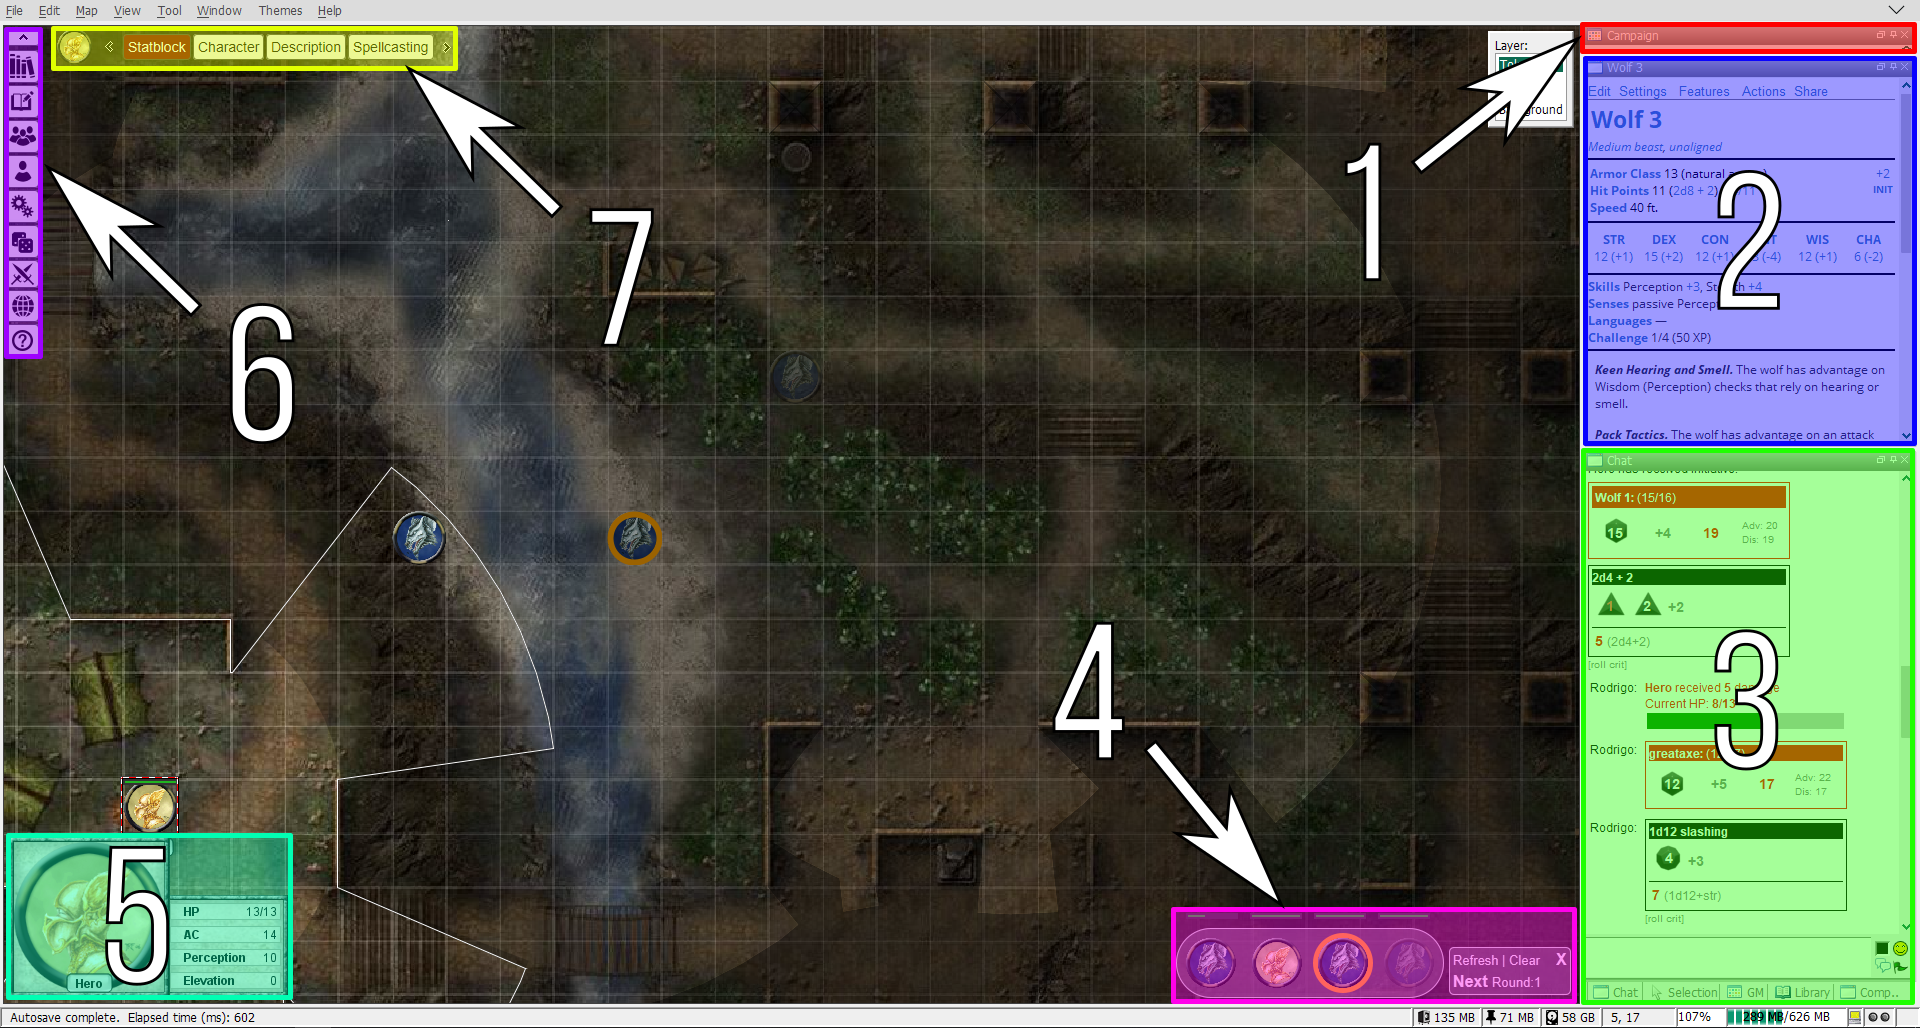 File Edit Map View Tool Window Themes Help
Statblock Character Description Spellcasting
Layer:
Campaign
Wolf 3
Edit Settings Features Actions Share
Wolf 3
Medium beast, unaligned
Armor Class 13 (natural
+2
Hit Points 11 (2d8 + 2)
INIT
Speed 40 ft.
STR DEX CON WIS CHA
12 (+1) 15 (+2) 12 (+1) (-4) 12 (+1) 6 (-2)
Skills Perception +3, +4
Senses passive
Languages —
Challenge 1/4 (50 XP)
Keen Hearing and Smell. The wolf has advantage on
Wisdom (Perception) checks that rely on hearing or
smell.
Pack Tactics. The wolf has advantage on an attack
1
2
3
4
5
6
7
Chat
Hero has received initiative.
Wolf 1: (15/16)
15 +4 19 Adv: 20
Dis: 19
2d4 + 2
1 2 +2
5 (2d4+2)
[roll crit]
Rodrigo: Hero received 5
Current HP: 8/13
Rodrigo: greataxe:
12 +5 17 Adv: 22
Dis: 17
Rodrigo: 1d12 slashing
4 +3
7 (1d12+str)
[roll crit]
Chat Selection GM Library Comp..
HP 13/13
AC 14
Perception 10
Elevation 0
Hero
Refresh | Clear X
Next Round:1
Autosave complete. Elapsed time (ms): 602
135 MB 71 MB 58 GB 5, 17 107% 289 MB/626 MB